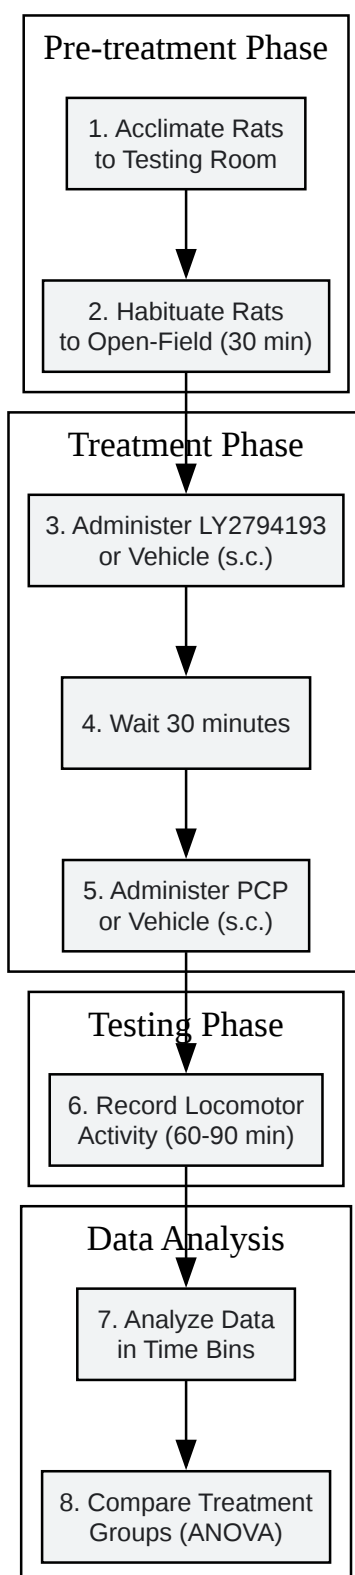 Pre-treatment Phase
1. Acclimate Rats
to Testing Room
2. Habituate Rats
to Open-Field (30 min)
Treatment Phase
3. Administer LY2794193
or Vehicle (s.c.)
4. Wait 30 minutes
5. Administer PCP
or Vehicle (s.c.)
Testing Phase
6. Record Locomotor
Activity (60-90 min)
Data Analysis
7. Analyze Data
in Time Bins
8. Compare Treatment
Groups (ANOVA)